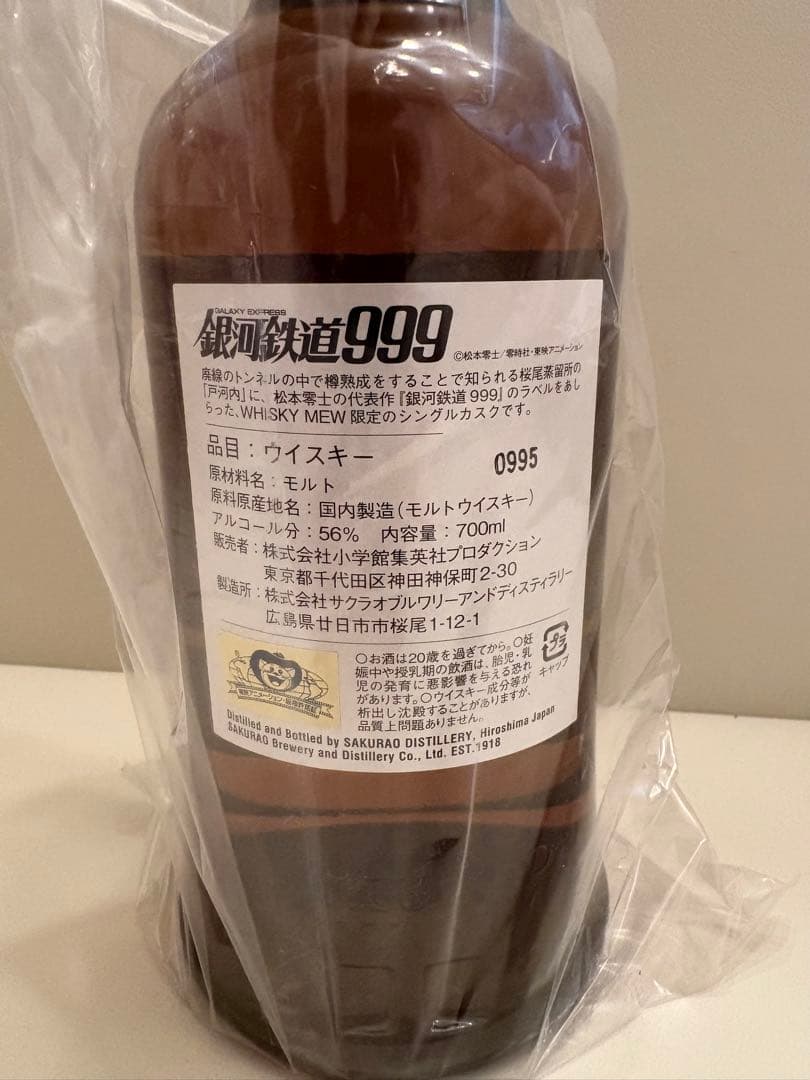 GALAXY EXPRESS
銀河鉄道999
©松本零士/零時社・東映アニメーション
廃線のトンネルの中で樽熟成をすることで知られる桜尾蒸留所の
「戸河内」に、松本零士の代表作『銀河鉄道999』のラベルをあし
らった、WHISKY MEW 限定のシングルカスクです。
品目：ウイスキー
0995
原材料名：モルト
原料原産地名：国内製造（モルトウイスキー）
アルコール分：56%　内容量：700ml
販売者：株式会社小学館集英社プロダクション
東京都千代田区神田神保町2-30
製造所：株式会社サクラオブルワリーアンドディスティラリー
広島県廿日市市桜尾1-12-1
○お酒は20歳を過ぎてから。○妊
娠中や授乳期の飲酒は、胎児・乳
児の発育に悪影響を与える恐れ
があります。○ウイスキー成分等が
析出し沈殿することがありますが、
品質上問題ありません。
プラ
キャップ
東映アニメーション
Distilled and Bottled by SAKURAO DISTILLERY, Hiroshima Japan
SAKURAO Brewery and Distillery Co., Ltd. EST.1918